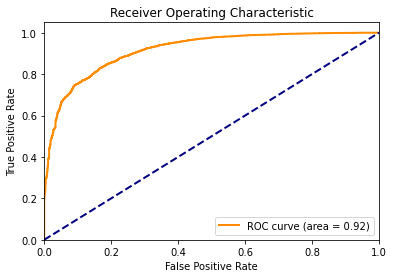 Receiver Operating Characteristic
1.0
0.8
0.6
0.4
0.2
0.0
True Positive Rate
ROC curve (area = 0.92)
0.0 0.2 0.4 0.6 0.8 1.0
False Positive Rate